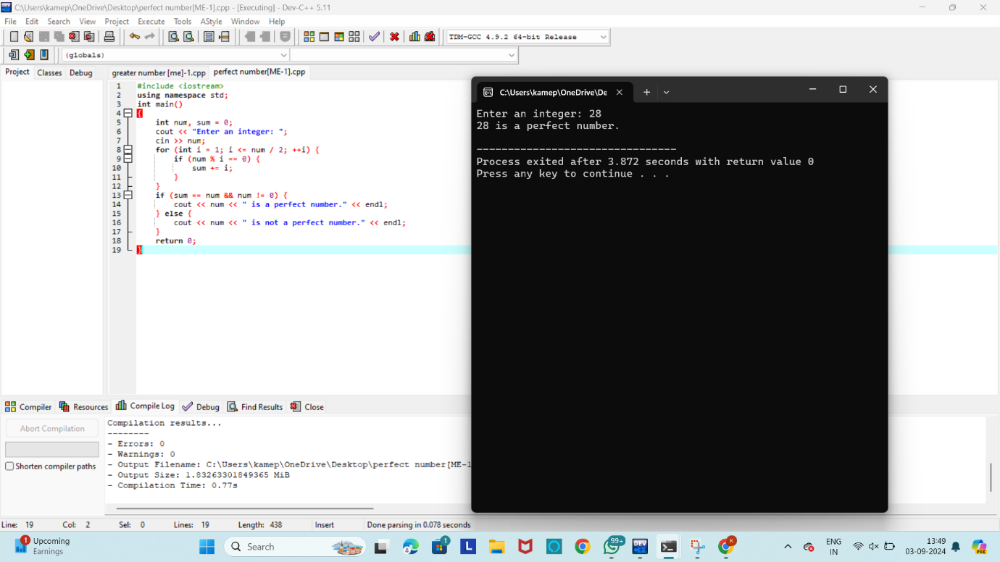 C:\Users\kamep\OneDrive\Desktop\perfect number[ME-1].cpp - [Executing] - Dev-C++ 5.11
File Edit Search View Project Execute Tools AStyle Window Help
TDM-GCC 4.9.2 64-bit Release
(globals)
Project Classes Debug
greater number [me]-1.cpp perfect number[ME-1].cpp
1 #include <iostream>
2 using namespace std;
3 int main()
4 {
5 int num, sum = 0;
6 cout << "Enter an integer: ";
7 cin >> num;
8 for (int i = 1; i <= num / 2; ++i) {
9 if (num % i == 0) {
10 sum += i;
11 }
12 }
13 if (sum == num && num != 0) {
14 cout << num << " is a perfect number." << endl;
15 } else {
16 cout << num << " is not a perfect number." << endl;
17 }
18 return 0;
19 }
C:\Users\kamep\OneDrive\De
Enter an integer: 28
28 is a perfect number.
--------------------------------
Process exited after 3.872 seconds with return value 0
Press any key to continue . . .
Compiler Resources Compile Log Debug Find Results Close
Abort Compilation
Shorten compiler paths
Compilation results...
--------
- Errors: 0
- Warnings: 0
- Output Filename: C:\Users\kamep\OneDrive\Desktop\perfect number[ME-1
- Output Size: 1.83263301849365 MiB
- Compilation Time: 0.77s
Line: 19 Col: 2 Sel: 0 Lines: 19 Length: 438 Insert Done parsing in 0.078 seconds
1
Upcoming
Earnings
Search
1
L
99+
DEV
K
ENG
IN
13:49
03-09-2024
PRE